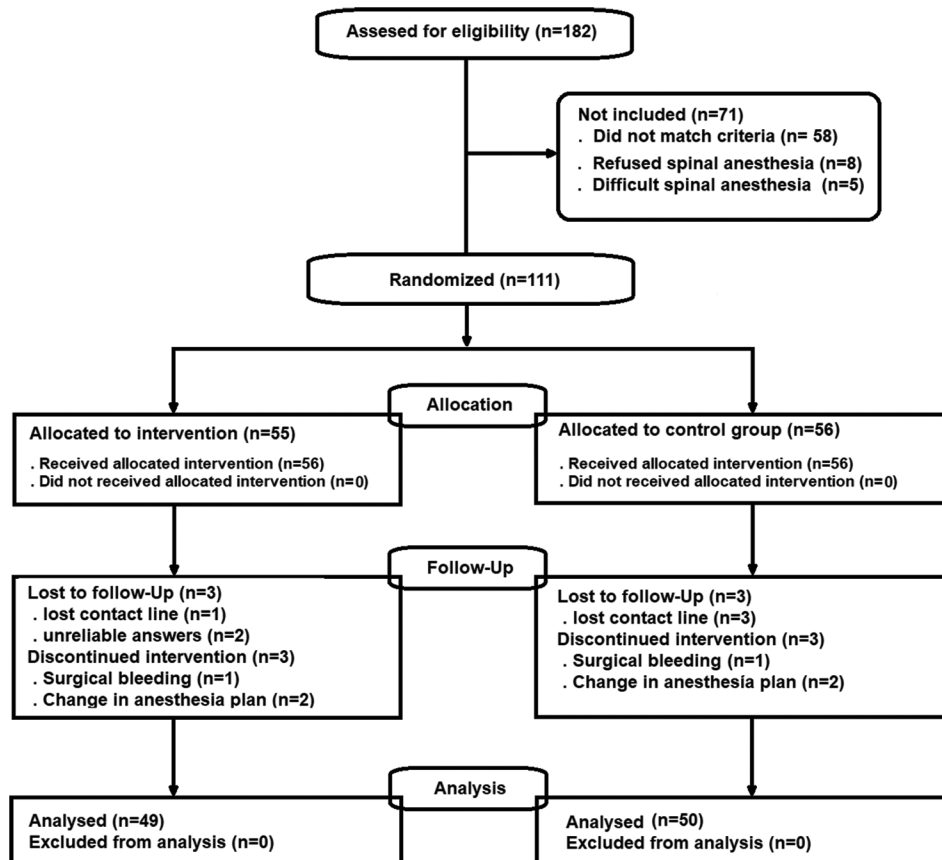 Assesed for eligibility (n=182)
Not included (n=71)
. Did not match criteria (n= 58)
. Refused spinal anesthesia (n=8)
. Difficult spinal anesthesia (n=5)
Randomized (n=111)
Allocation
Allocated to intervention (n=55)
. Received allocated intervention (n=56)
. Did not received allocated intervention (n=0)
Allocated to control group (n=56)
. Received allocated intervention (n=56)
. Did not received allocated intervention (n=0)
Follow-Up
Lost to follow-Up (n=3)
. lost contact line (n=1)
. unreliable answers (n=2)
Discontinued intervention (n=3)
. Surgical bleeding (n=1)
. Change in anesthesia plan (n=2)
Lost to follow-Up (n=3)
. lost contact line (n=3)
Discontinued intervention (n=3)
. Surgical bleeding (n=1)
. Change in anesthesia plan (n=2)
Analysis
Analysed (n=49)
Excluded from analysis (n=0)
Analysed (n=50)
Excluded from analysis (n=0)